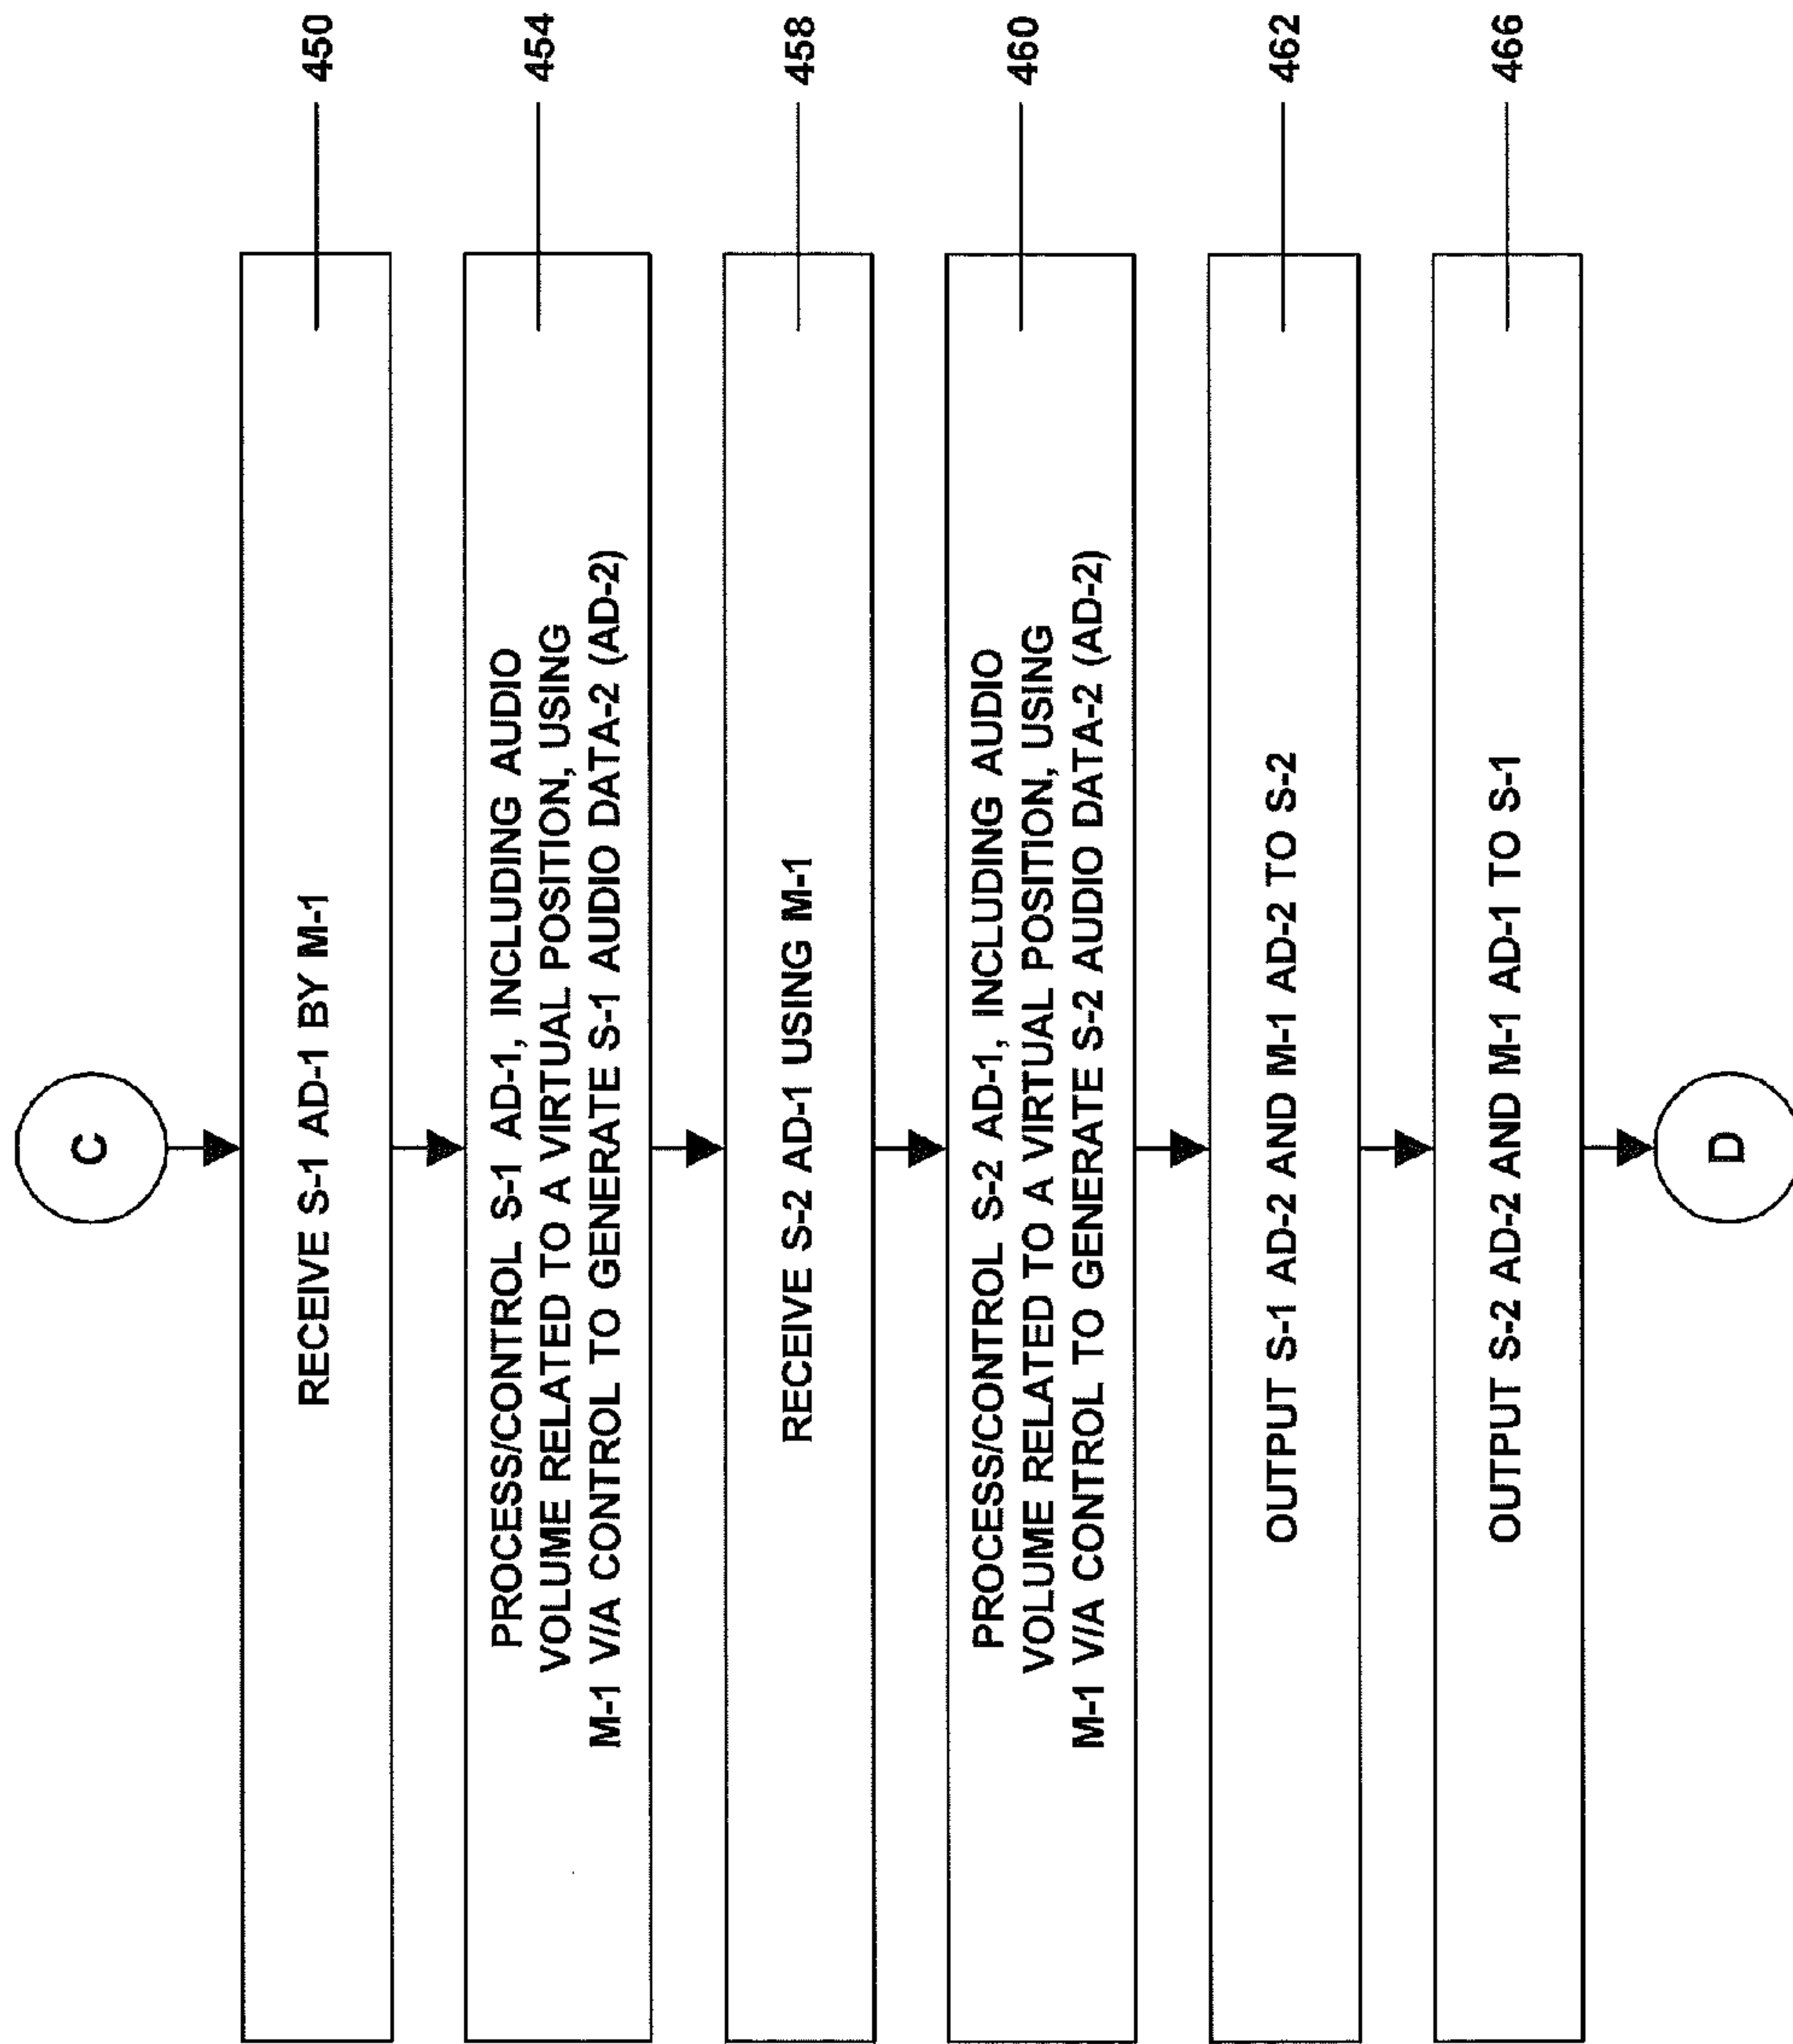 C
RECEIVE S-1 AD-1 BY M-1
450
PROCESS/CONTROL S-1 AD-1, INCLUDING AUDIO
VOLUME RELATED TO A VIRTUAL POSITION, USING
M-1 V/A CONTROL TO GENERATE S-1 AUDIO DATA-2 (AD-2)
454
RECEIVE S-2 AD-1 USING M-1
458
PROCESS/CONTROL S-2 AD-1, INCLUDING AUDIO
VOLUME RELATED TO A VIRTUAL POSITION, USING
M-1 V/A CONTROL TO GENERATE S-2 AUDIO DATA-2 (AD-2)
460
OUTPUT S-1 AD-2 AND M-1 AD-2 TO S-2
462
OUTPUT S-2 AD-2 AND M-1 AD-1 TO S-1
466
D